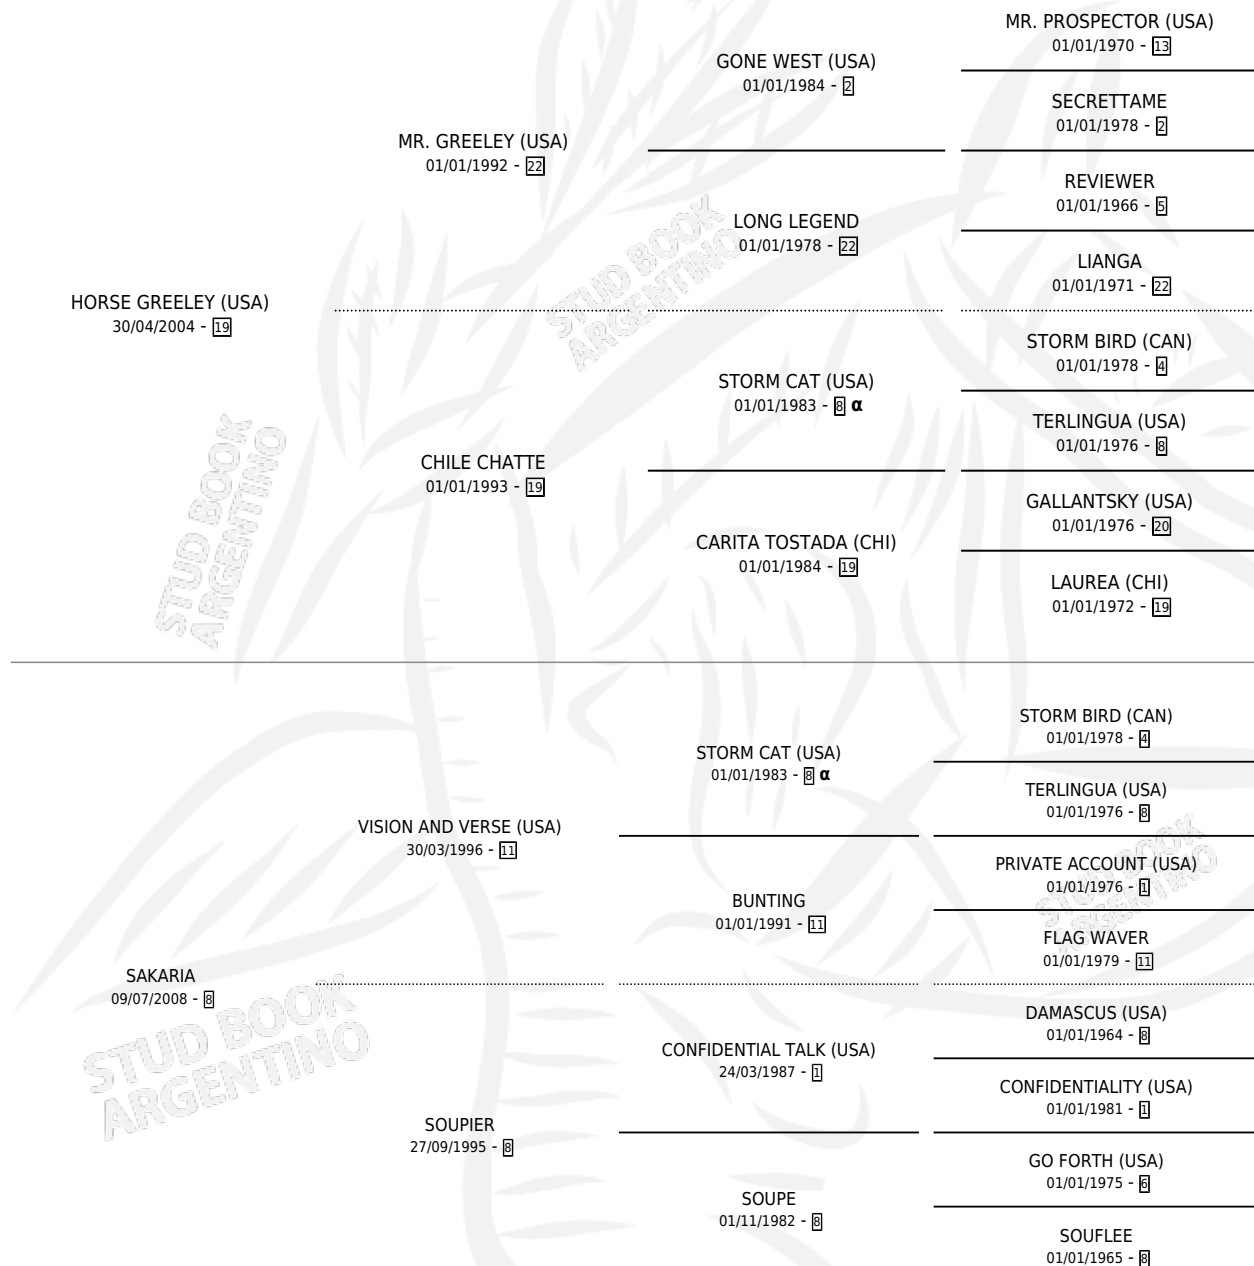 MR. PROSPECTOR (USA)
01/01/1970 - 13
GONE WEST (USA)
01/01/1984 - 2
SECRETTAME
01/01/1978 - 2
MR. GREELEY (USA)
01/01/1992 - 22
REVIEWER
01/01/1966 - 5
LONG LEGEND
01/01/1978 - 22
LIANGA
01/01/1971 - 22
HORSE GREELEY (USA)
30/04/2004 - 19
STORM BIRD (CAN)
01/01/1978 - 4
STORM CAT (USA)
01/01/1983 - 8 α
TERLINGUA (USA)
01/01/1976 - 8
CHILE CHATTE
01/01/1993 - 19
GALLANTSKY (USA)
01/01/1976 - 20
CARITA TOSTADA (CHI)
01/01/1984 - 19
LAUREA (CHI)
01/01/1972 - 19
STORM BIRD (CAN)
01/01/1978 - 4
STORM CAT (USA)
01/01/1983 - 8 α
TERLINGUA (USA)
01/01/1976 - 8
VISION AND VERSE (USA)
30/03/1996 - 11
PRIVATE ACCOUNT (USA)
01/01/1976 - 1
BUNTING
01/01/1991 - 11
FLAG WAVER
01/01/1979 - 11
SAKARIA
09/07/2008 - 8
DAMASCUS (USA)
01/01/1964 - 8
CONFIDENTIAL TALK (USA)
24/03/1987 - 1
CONFIDENTIALITY (USA)
01/01/1981 - 1
SOUPIER
27/09/1995 - 8
GO FORTH (USA)
01/01/1975 - 6
SOUPE
01/11/1982 - 8
SOUFLEE
01/01/1965 - 8
STUD BOOK
ARGENTINO
STUD BOOK
ARGENTINO
STUD BOOK
ARGENTINO
STUD BOOK
ARGENTINO